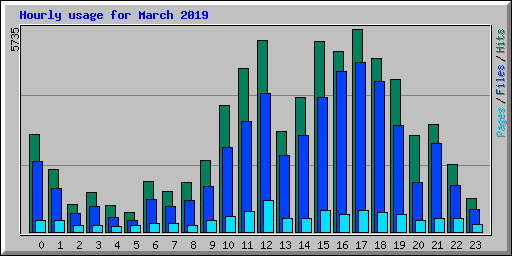 Hourly usage for March 2019
5735
Pages/Files/Hits
0 1 2 3 4 5 6 7 8 9 10 11 12 13 14 15 16 17 18 19 20 21 22 23